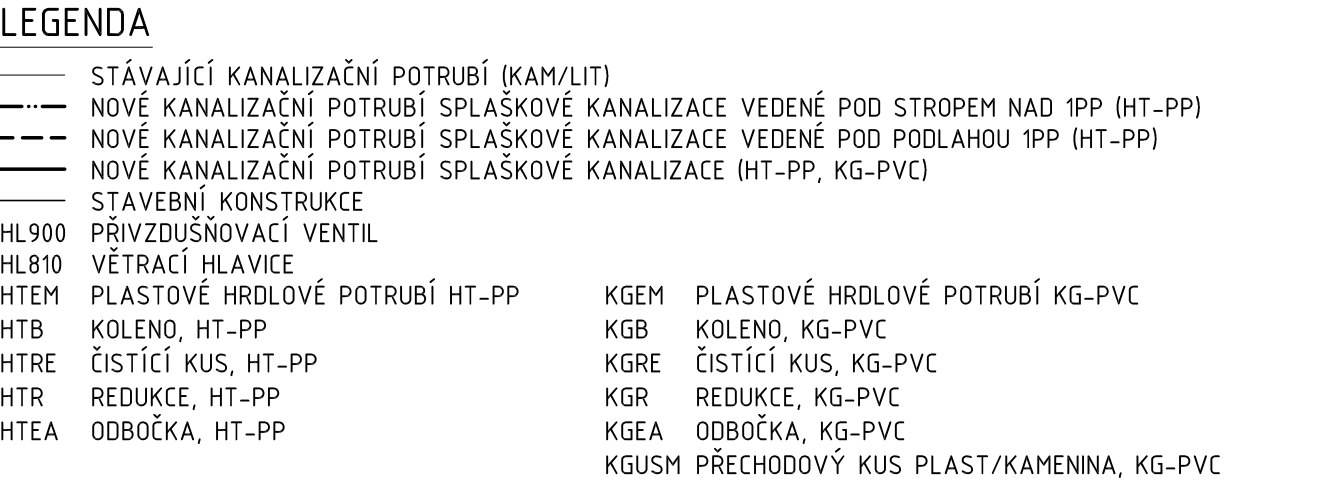 LEGENDA
STÁVAJÍCÍ KANALIZAČNÍ POTRUBÍ (KAM/LIT)
NOVÉ KANALIZAČNÍ POTRUBÍ SPLAŠKOVÉ KANALIZACE VEDENÉ POD STROPEM NAD 1PP (HT-PP)
NOVÉ KANALIZAČNÍ POTRUBÍ SPLAŠKOVÉ KANALIZACE VEDENÉ POD PODLAHOU 1PP (HT-PP)
NOVÉ KANALIZAČNÍ POTRUBÍ SPLAŠKOVÉ KANALIZACE (HT-PP, KG-PVC)
STAVEBNÍ KONSTRUKCE
HL900 PŘIVZDUŠŇOVACÍ VENTIL
HL810 VĚTRACÍ HLAVICE
HTEM PLASTOVÉ HRDLOVÉ POTRUBÍ HT-PP KGEM PLASTOVÉ HRDLOVÉ POTRUBÍ KG-PVC
HTB KOLENO, HT-PP KGB KOLENO, KG-PVC
HTRE ČISTÍCÍ KUS, HT-PP KGRE ČISTÍCÍ KUS, KG-PVC
HTR REDUKCE, HT-PP KGR REDUKCE, KG-PVC
HTEA ODBOČKA, HT-PP KGEA ODBOČKA, KG-PVC
KGUSM PŘECHODOVÝ KUS PLAST/KAMENINA, KG-PVC